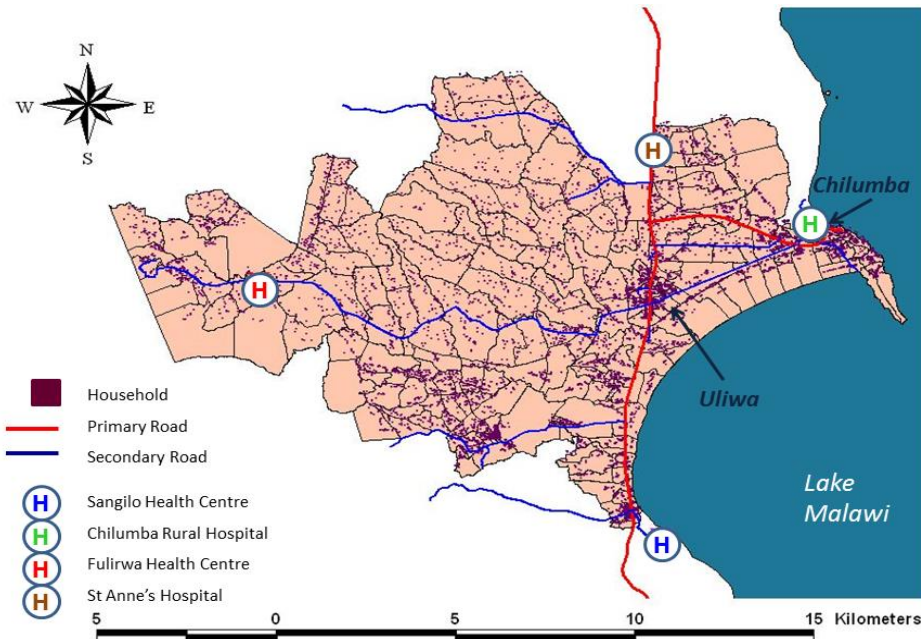 N
W E
S
H
Chilumba
H
H
Uliwa
Household
Primary Road
Secondary Road
Lake
Malawi
H Sangilo Health Centre
H
H Chilumba Rural Hospital
H Fulirwa Health Centre
H St Anne's Hospital
5 0 5 10 15 Kilometers